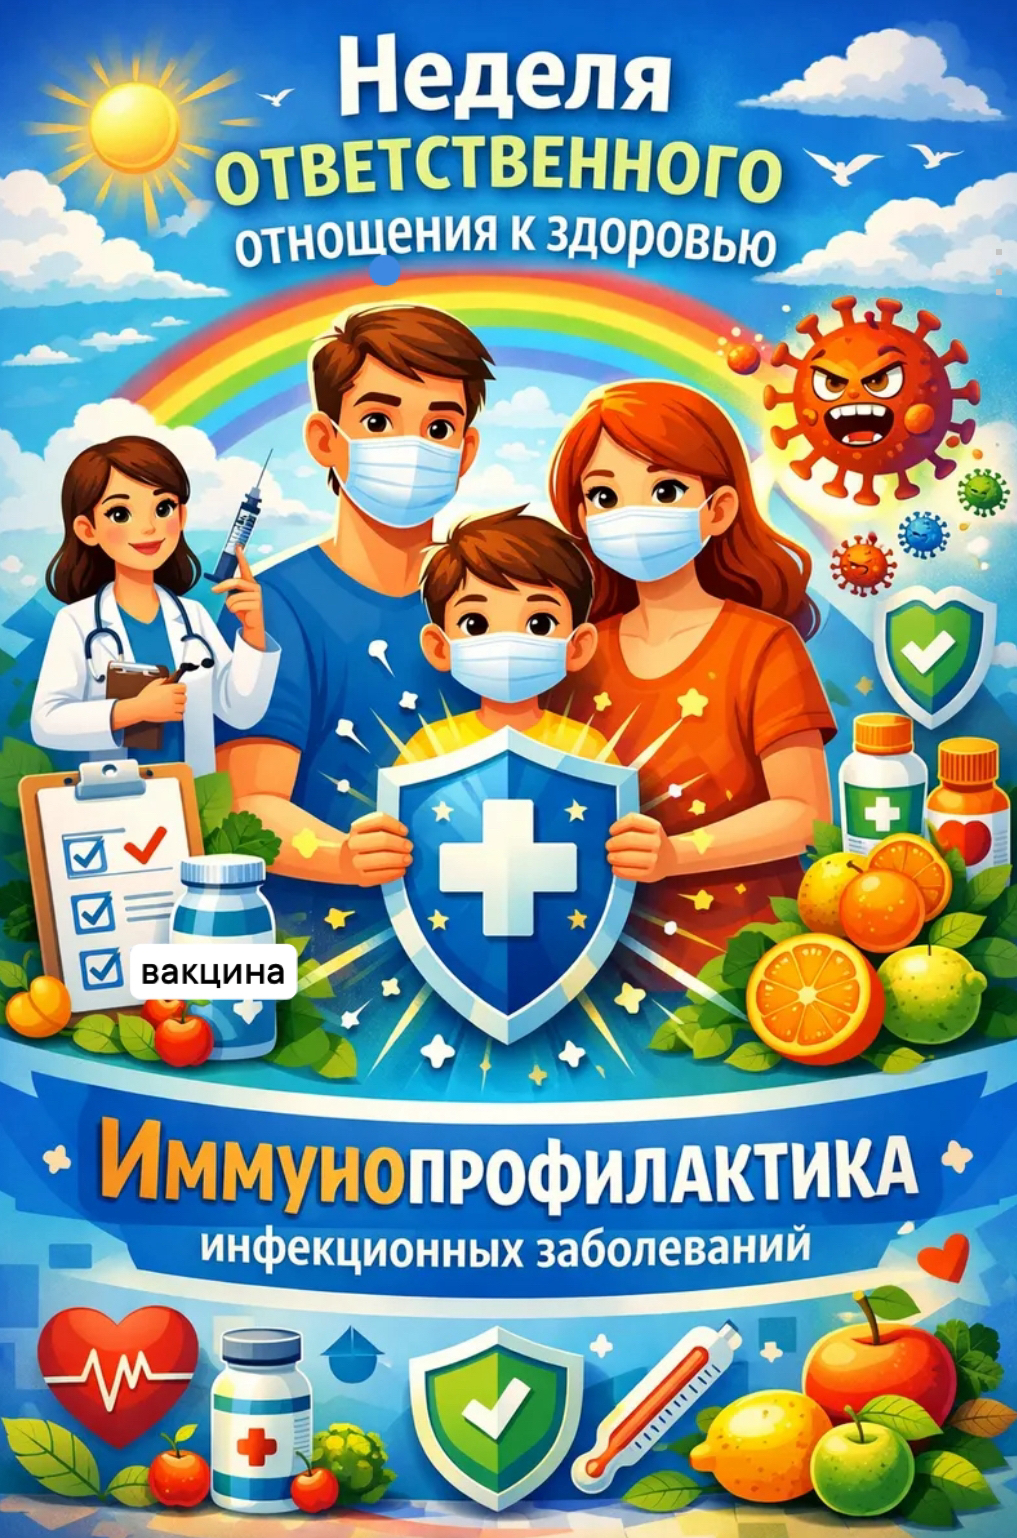 Неделя
ответственного
отношения к здоровью
вакцина
Иммунопрофилактика
инфекционных заболеваний